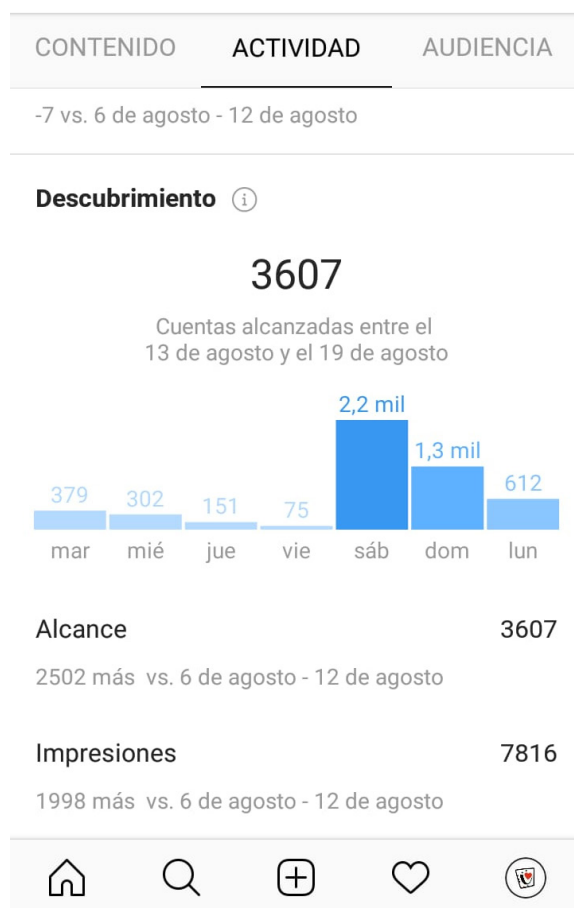 CONTENIDO ACTIVIDAD AUDIENCIA
-7 vs. 6 de agosto - 12 de agosto
Descubrimiento
3607
Cuentas alcanzadas entre el
13 de agosto y el 19 de agosto
2,2 mil
1,3 mil
612
379 302 151 75
mar mié jue vie sáb dom lun
Alcance 3607
2502 más vs. 6 de agosto - 12 de agosto
Impresiones 7816
1998 más vs. 6 de agosto - 12 de agosto